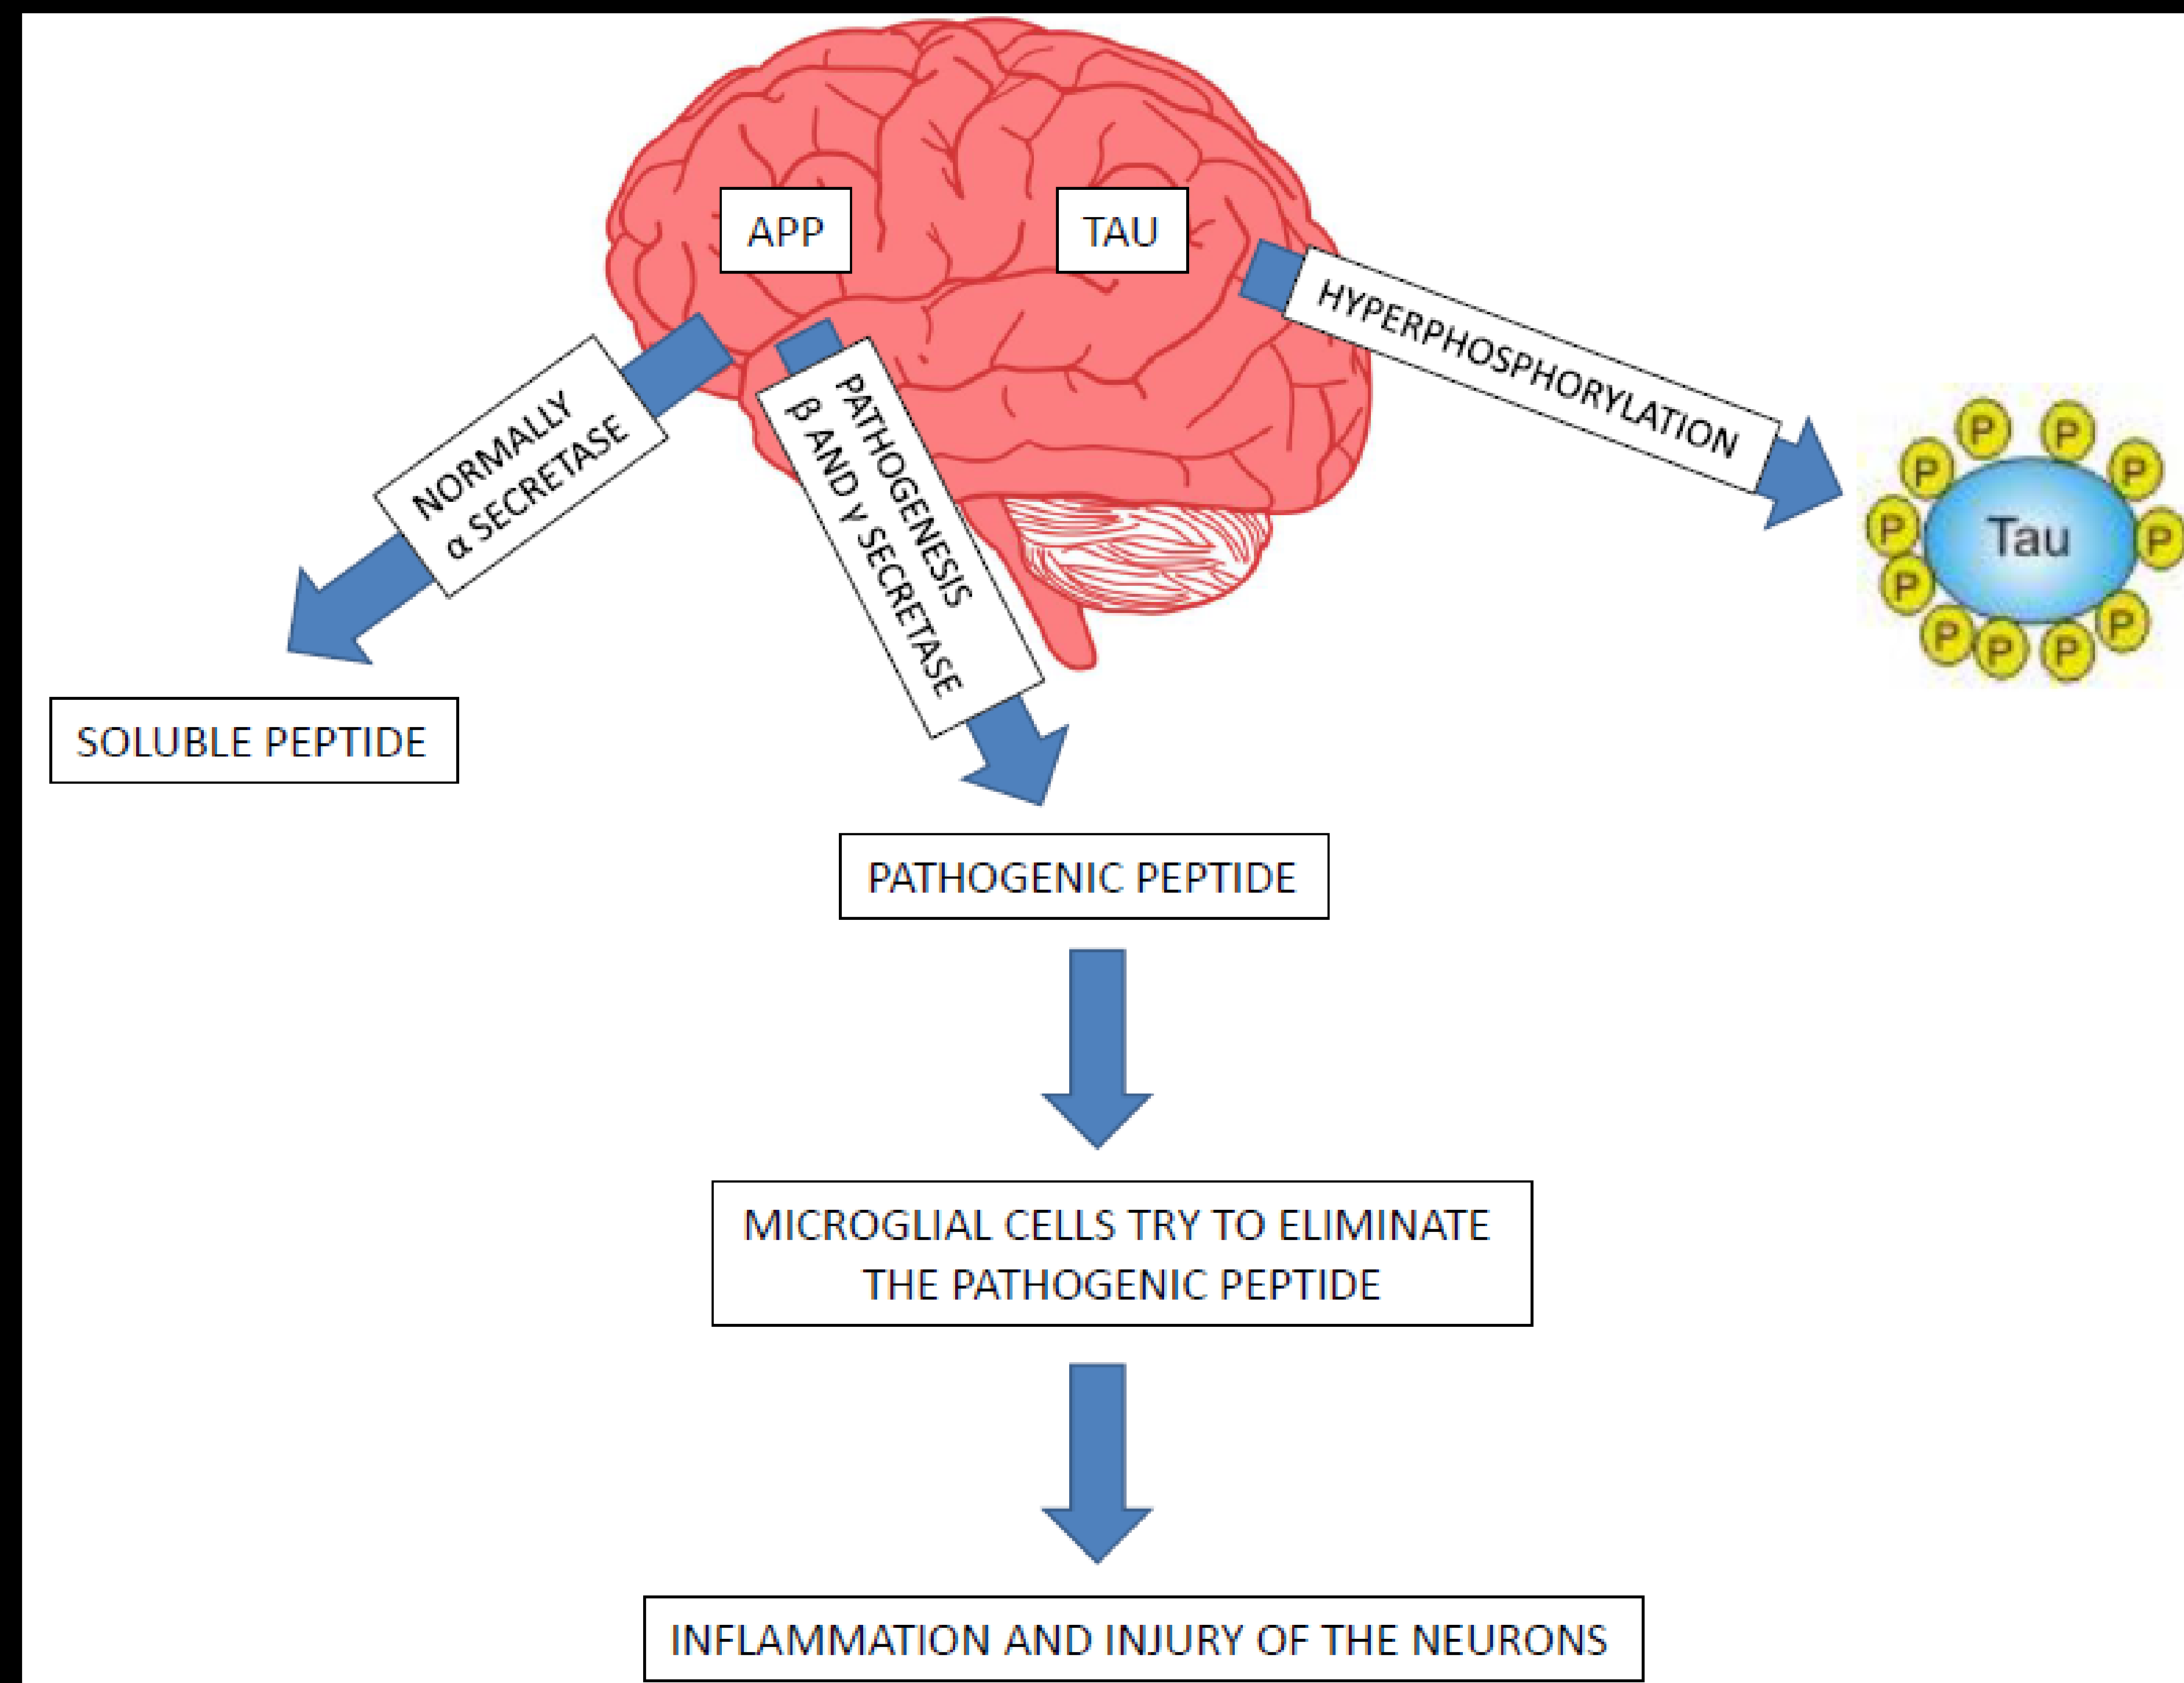 APP
TAU
HYPERPHOSPHORYLATION
NORMALLY
α SECRETASE
PATHOGENESIS
β AND γ SECRETASE
P
P
P
P
P
P
Tau
P
P
P
P
P
P
SOLUBLE PEPTIDE
PATHOGENIC PEPTIDE
MICROGLIAL CELLS TRY TO ELIMINATE
THE PATHOGENIC PEPTIDE
INFLAMMATION AND INJURY OF THE NEURONS